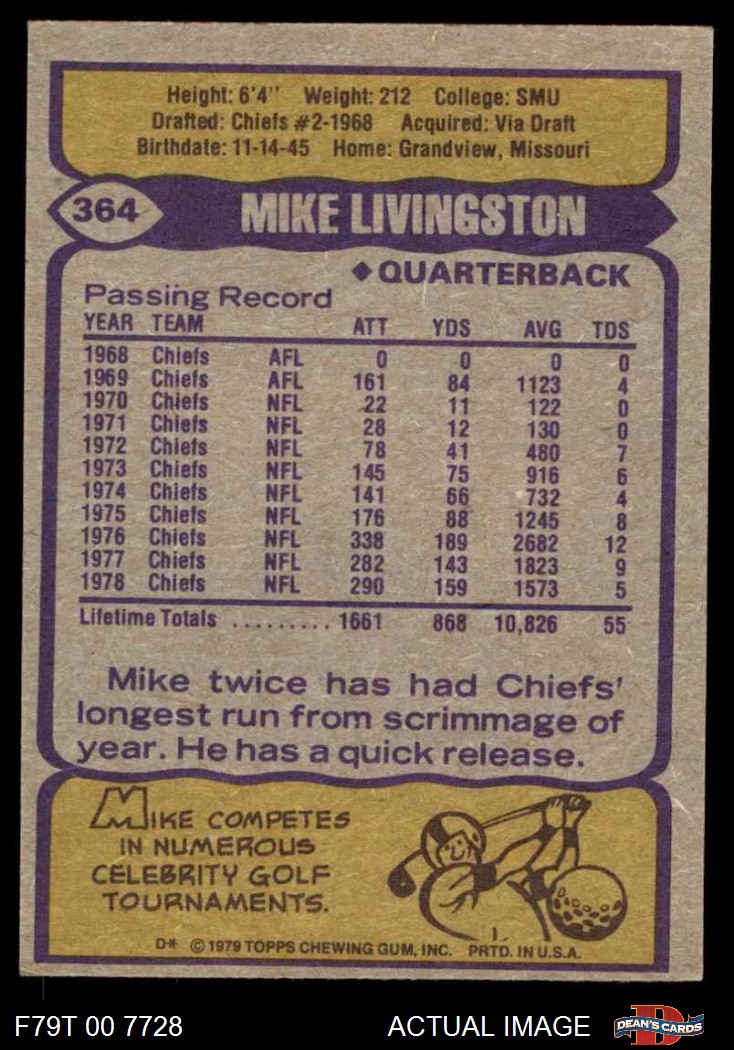 Height: 6'4" Weight: 212 College: SMU
Drafted: Chiefs #2-1968 Acquired: Via Draft
Birthdate: 11-14-45 Home: Grandview, Missouri
364 MIKE LIVINGSTON
◆ QUARTERBACK
Passing Record
YEAR TEAM ATT YDS AVG TDS
1968 Chiefs AFL 0 0 0 0
1969 Chiefs AFL 161 84 1123 4
1970 Chiefs NFL 22 11 122 0
1971 Chiefs NFL 28 12 130 0
1972 Chiefs NFL 78 41 480 7
1973 Chiefs NFL 145 75 916 6
1974 Chiefs NFL 141 66 732 4
1975 Chiefs NFL 176 88 1245 8
1976 Chiefs NFL 338 189 2682 12
1977 Chiefs NFL 282 143 1823 9
1978 Chiefs NFL 290 159 1573 5
Lifetime Totals ......... 1661 868 10,826 55
Mike twice has had Chiefs'
longest run from scrimmage of
year. He has a quick release.
MIKE COMPETES
IN NUMEROUS
CELEBRITY GOLF
TOURNAMENTS.
D* © 1979 TOPPS CHEWING GUM, INC. PRTD. IN U.S.A.
F79T 00 7728 ACTUAL IMAGE D DEAN'S CARDS